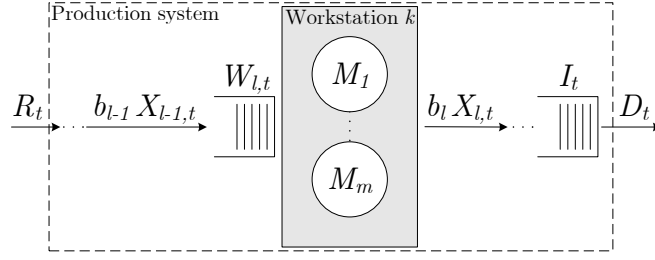 Production system
Workstation k
W_{l,t}
M_1
I_t
R_t
b_{l-1} X_{l-1,t}
b_l X_{l,t}
D_t
M_m